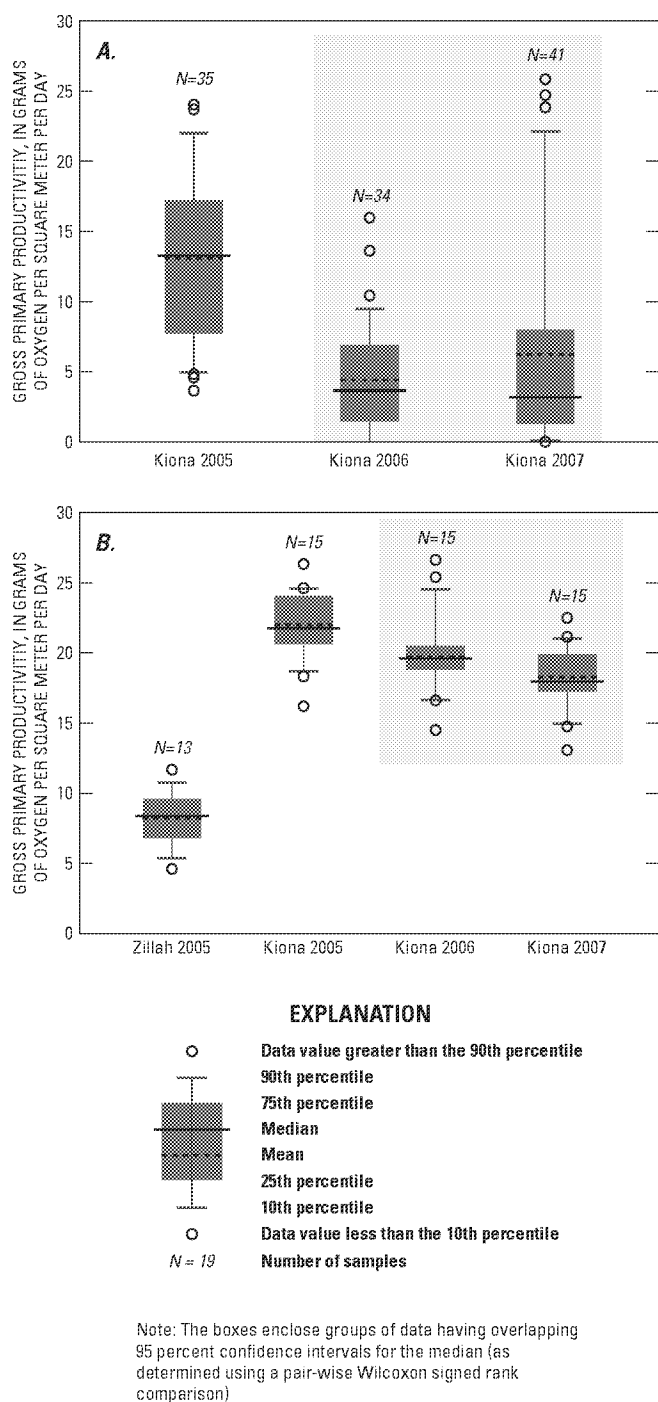 GROSS PRIMARY PRODUCTIVITIY, IN GRAMS
OF OXYGEN PER SQUARE METER PER DAY
30
25
20
15
10
5
0
A.
N=35
N=34
N=41
Kiona 2005
Kiona 2006
Kiona 2007
GROSS PRIMARY PRODUCTIVITIY, IN GRAMS
OF OXYGEN PER SQUARE METER PER DAY
30
25
20
15
10
5
0
B.
N=13
N=15
N=15
N=15
Zillah 2005
Kiona 2005
Kiona 2006
Kiona 2007
EXPLANATION
Data value greater than the 90th percentile
90th percentile
75th percentile
Median
Mean
25th percentile
10th percentile
Data value less than the 10th percentile
N = 19 Number of samples
Note: The boxes enclose groups of data having overlapping
95 percent confidence intervals for the median (as
determined using a pair-wise Wilcoxon signed rank
comparison)